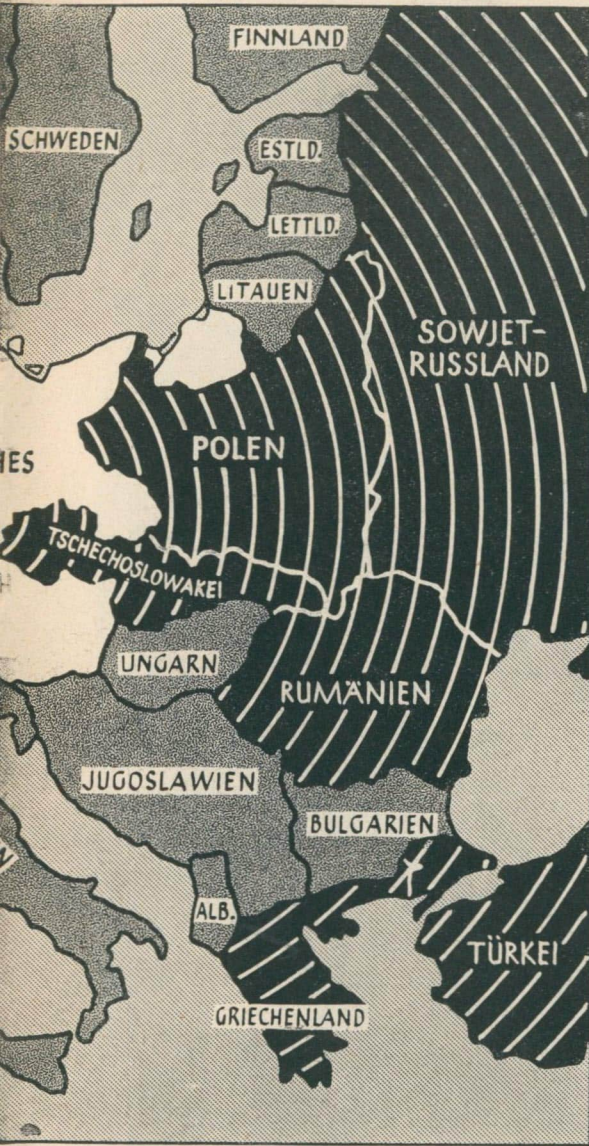 FINNLAND
SCHWEDEN
ESTLD.
LETTLD.
LITAUEN
SOWJET-
RUSSLAND
POLEN
HES
TSCHECHOSLOWAKEI
H
UNGARN
RUMÄNIEN
JUGOSLAWIEN
BULGARIEN
N
ALB.
TÜRKEI
GRIECHENLAND